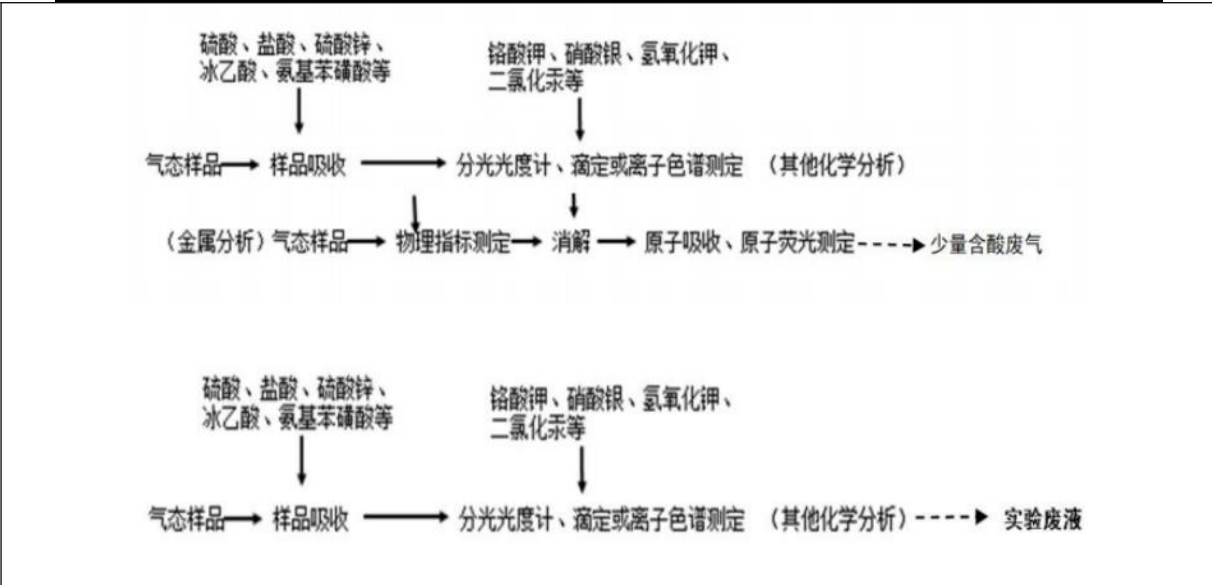 硫酸、盐酸、硫酸锌、
冰乙酸、氨基苯磺酸等
铬酸钾、硝酸银、氢氧化钾、
二氯化汞等
气态样品 样品吸收 分光光度计、滴定或离子色谱测定 （其他化学分析）
（金属分析）气态样品 物理指标测定 消解 原子吸收、原子荧光测定 少量含酸废气
硫酸、盐酸、硫酸锌、
冰乙酸、氨基苯磺酸等
铬酸钾、硝酸银、氢氧化钾、
二氯化汞等
气态样品 样品吸收 分光光度计、滴定或离子色谱测定 （其他化学分析） 实验废液